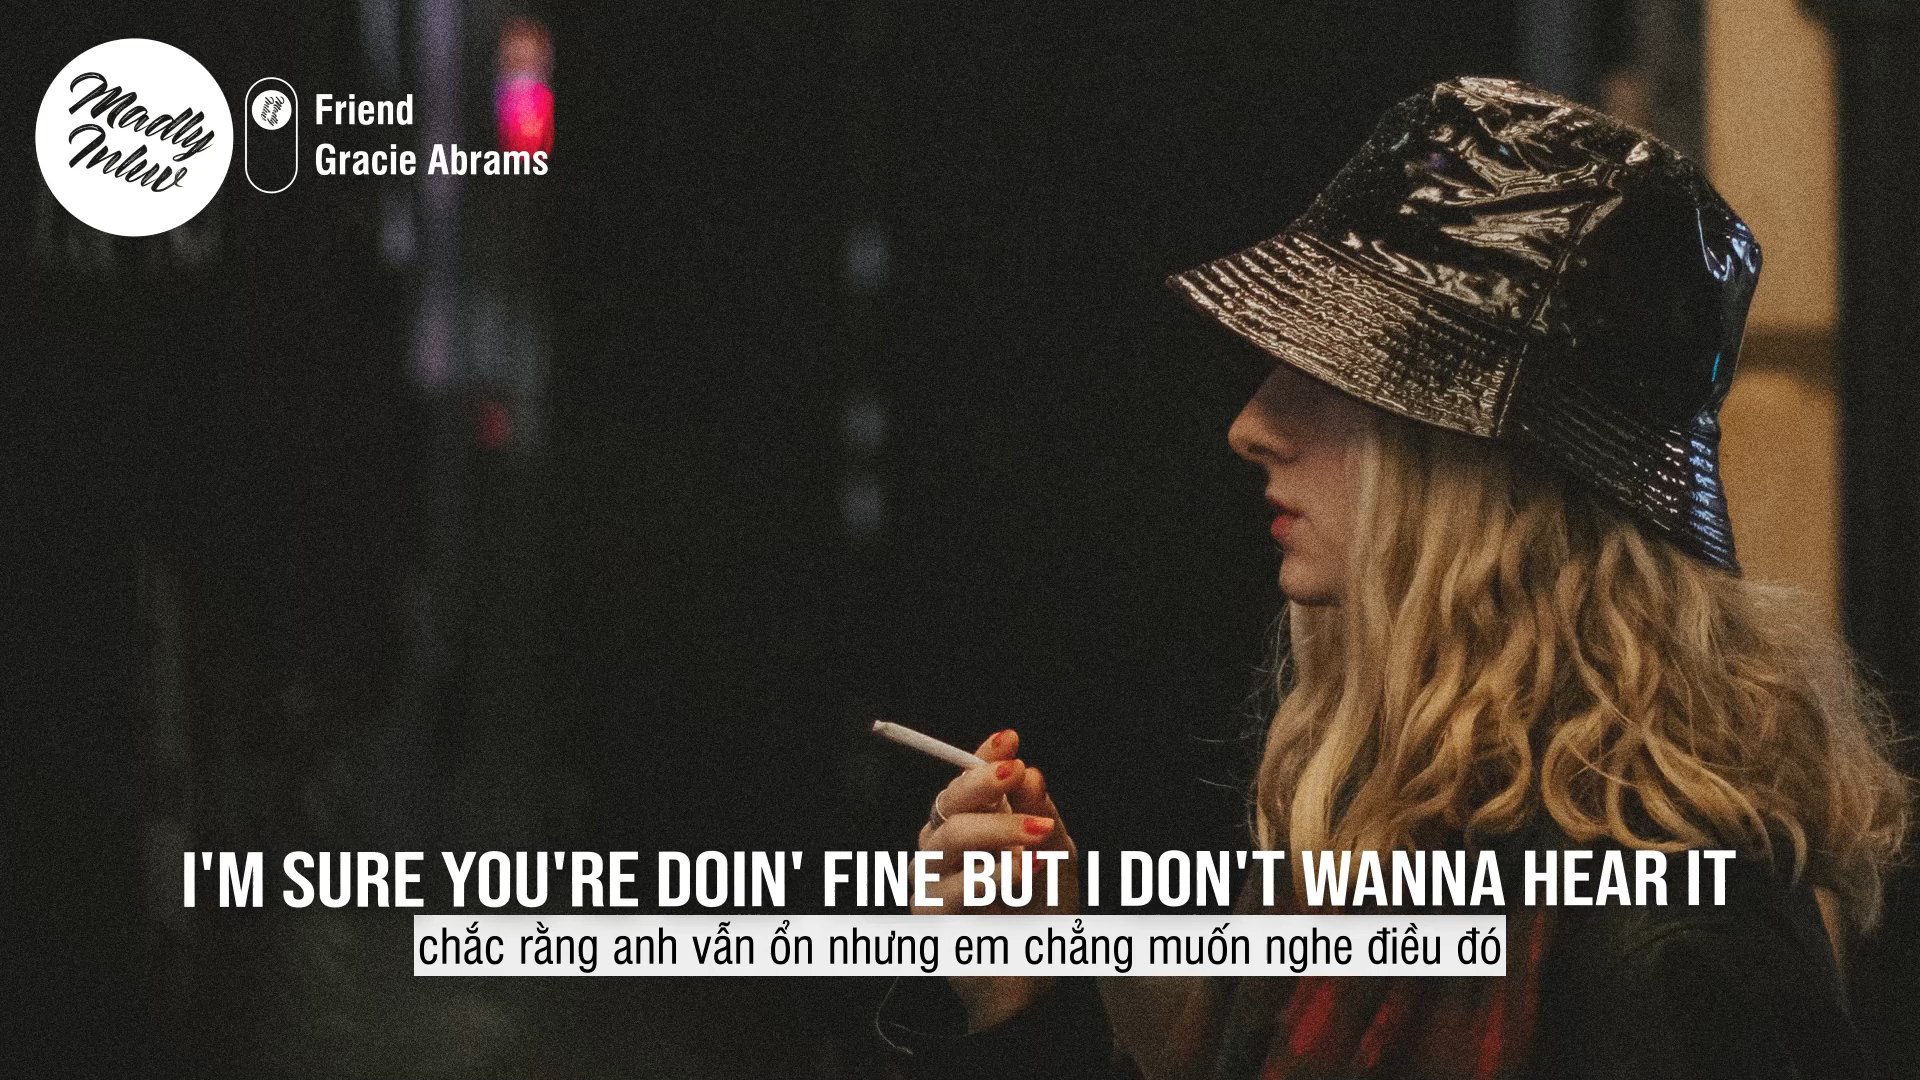 Madly
Inluv
Friend
Gracie Abrams
I'M SURE YOU'RE DOIN' FINE BUT I DON'T WANNA HEAR IT
chắc rằng anh vẫn ổn nhưng em chẳng muốn nghe điều đó